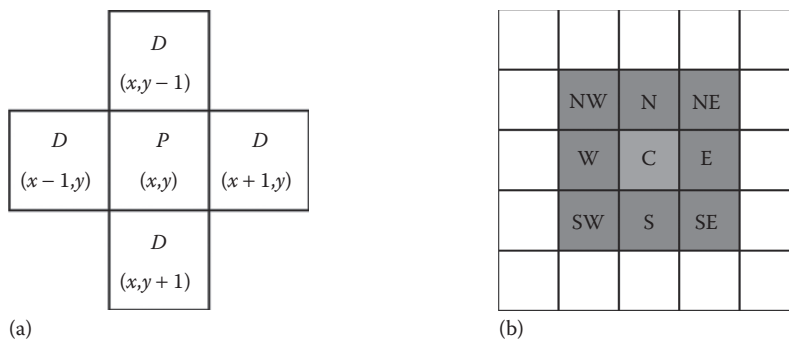 D
(x,y − 1)
D
P
D
(x − 1,y)
(x,y)
(x + 1,y)
D
(x,y + 1)
(a)
NW
N
NE
W
C
E
SW
S
SE
(b)